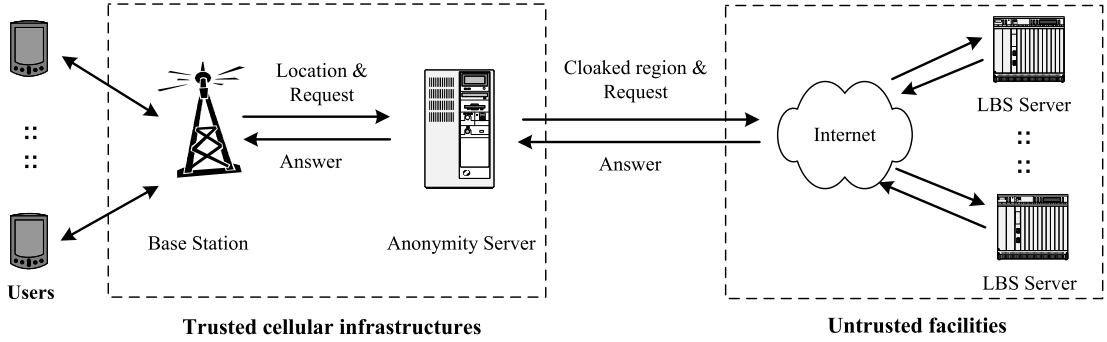 Users
Location &
Request
Answer
Base Station
Anonymity Server
Trusted cellular infrastructures
Cloaked region &
Request
Answer
Internet
LBS Server
LBS Server
Untrusted facilities